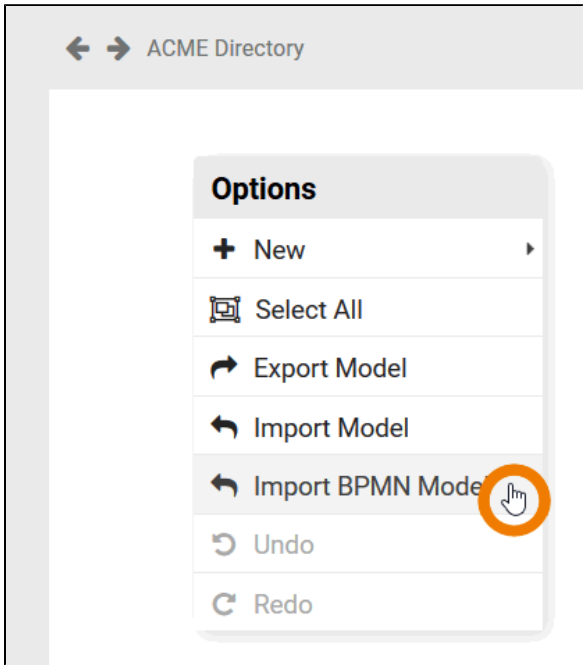 ACME Directory
Options
New
Select All
Export Model
Import Model
Import BPMN Model
Undo
Redo